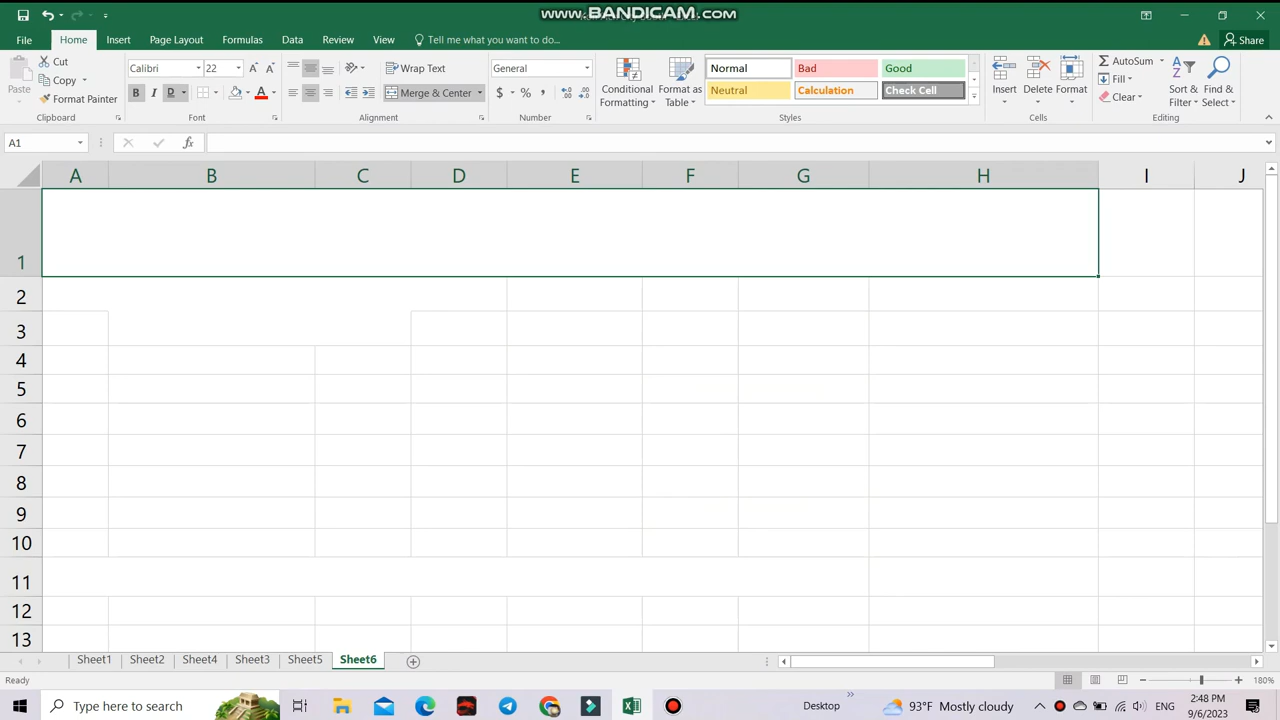 www.BANDICAM.com
File Home Insert Page Layout Formulas Data Review View Tell me what you want to do... Share
Paste Cut Copy Format Painter Clipboard
Calibri 22 B I D A Font
Wrap Text Merge & Center Alignment
General $ % , Number
Conditional Formatting Format as Table Normal Bad Good Neutral Calculation Check Cell Styles
Insert Delete Format Cells
AutoSum Fill Clear Sort & Filter Find & Select Editing
A1 fx
A B C D E F G H I J
1
2
3
4
5
6
7
8
9
10
11
12
13
Sheet1 Sheet2 Sheet4 Sheet3 Sheet5 Sheet6
Ready 180%
Type here to search Desktop 93°F Mostly cloudy ENG 2:48 PM
9/6/2023